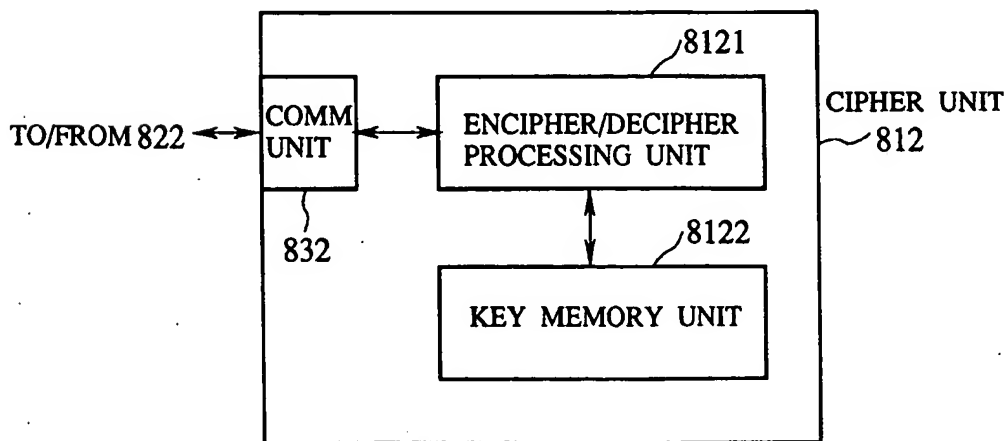 8121
CIPHER UNIT
812
TO/FROM 822
COMM
UNIT
ENCIPHER/DECIPHER
PROCESSING UNIT
832
8122
KEY MEMORY UNIT